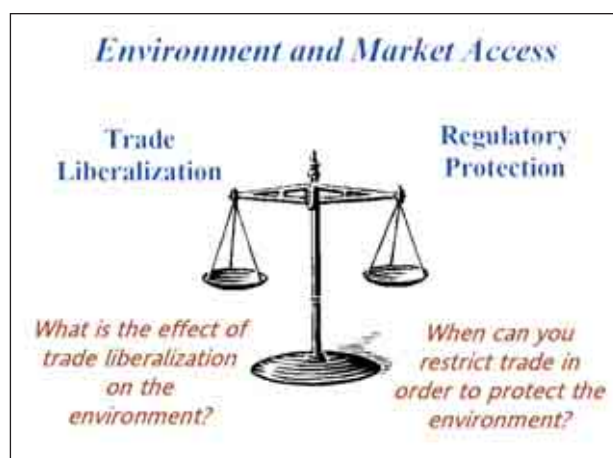 Environment and Market Access
Trade
Liberalization
Regulatory
Protection
What is the effect of
trade liberalization
on the
environment?
When can you
restrict trade in
order to protect the
environment?